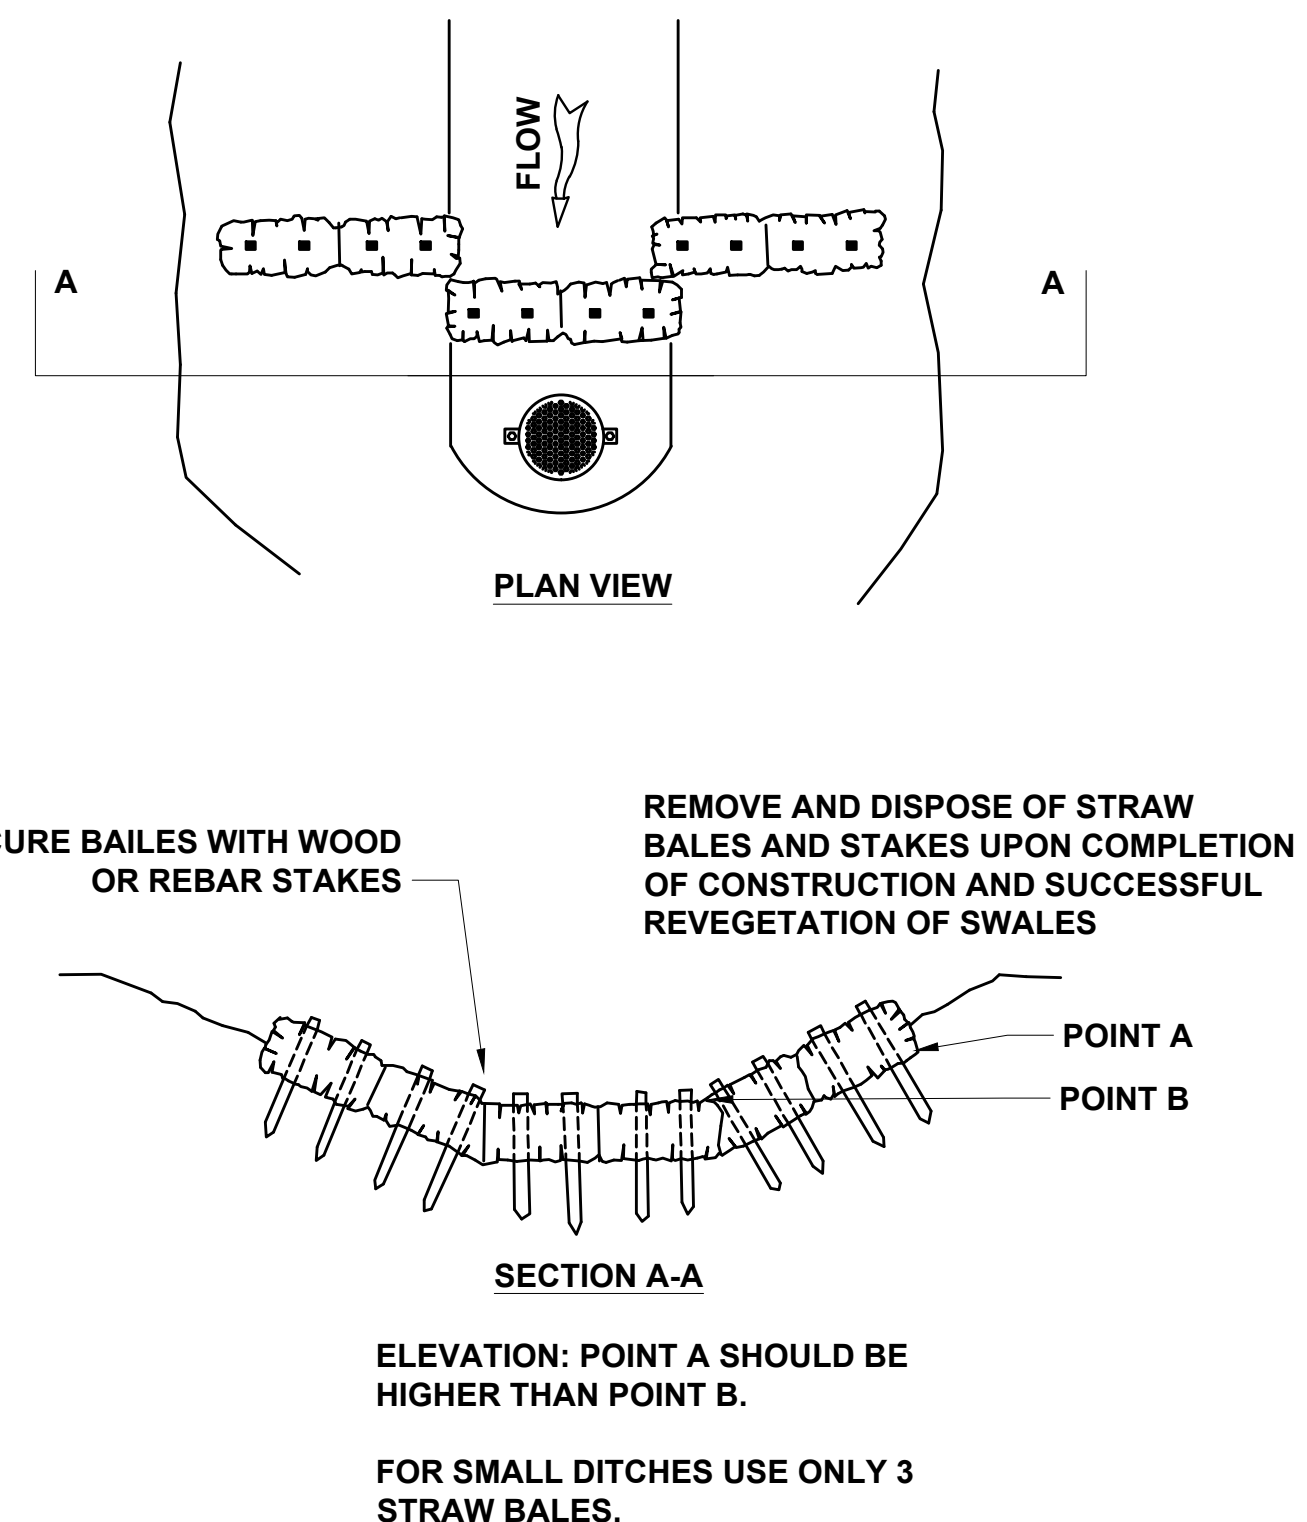 FLOW
A
A
PLAN VIEW
BAILES WITH WOOD
OR REBAR STAKES
REMOVE AND DISPOSE OF STRAW
BALES AND STAKES UPON COMPLETION
OF CONSTRUCTION AND SUCCESSFUL
REVEGETATION OF SWALES
POINT A
POINT B
SECTION A-A
ELEVATION: POINT A SHOULD BE
HIGHER THAN POINT B.
FOR SMALL DITCHES USE ONLY 3
STRAW BALES.